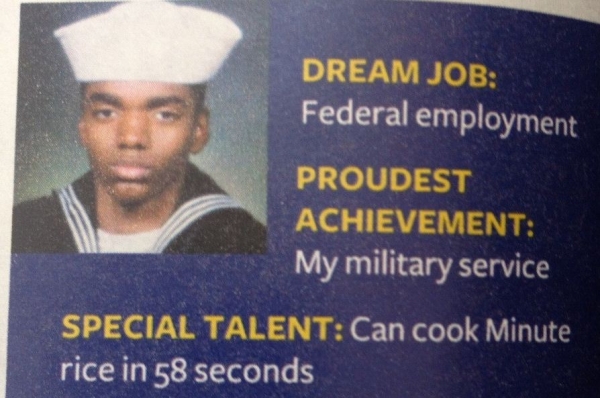 DREAM JOB:
Federal employment
PROUDEST
ACHIEVEMENT:
My military service
SPECIAL TALENT: Can cook Minute
rice in 58 seconds